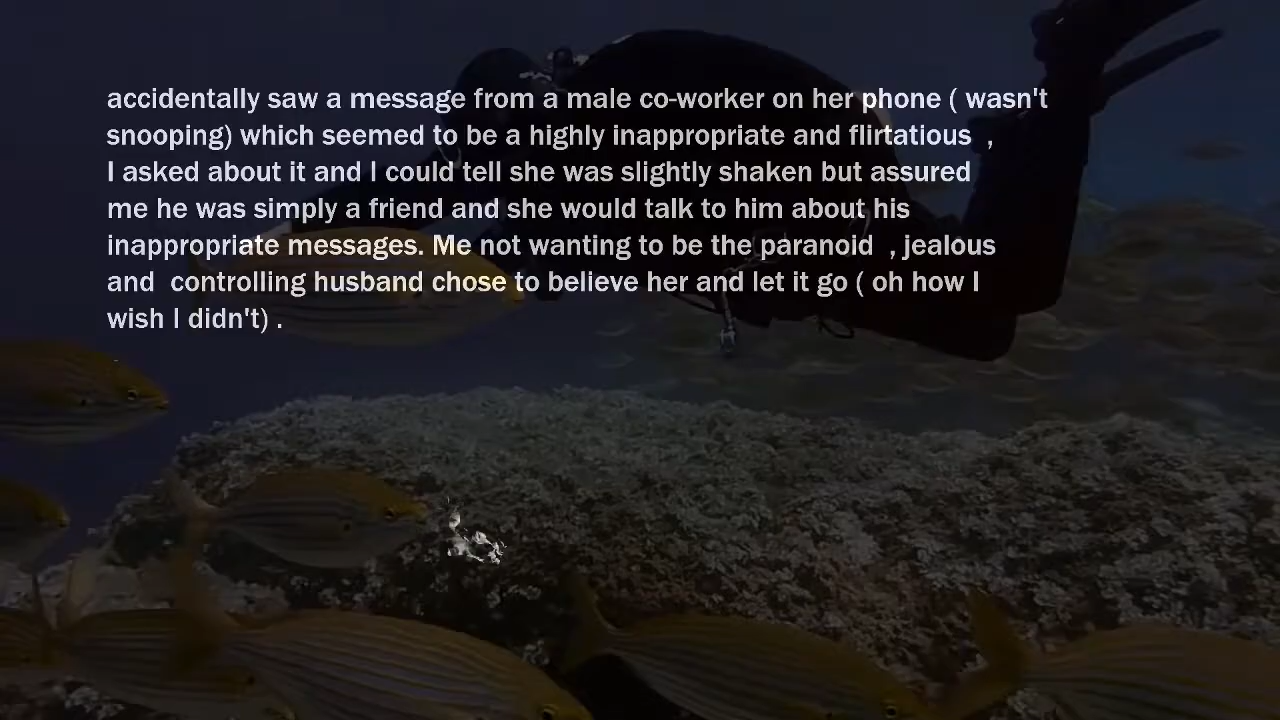 accidentally saw a message from a male co-worker on her phone ( wasn't
snooping) which seemed to be a highly inappropriate and flirtatious  ,
I asked about it and I could tell she was slightly shaken but assured
me he was simply a friend and she would talk to him about his
inappropriate messages. Me not wanting to be the paranoid  , jealous
and  controlling husband chose to believe her and let it go ( oh how I
wish I didn't) .